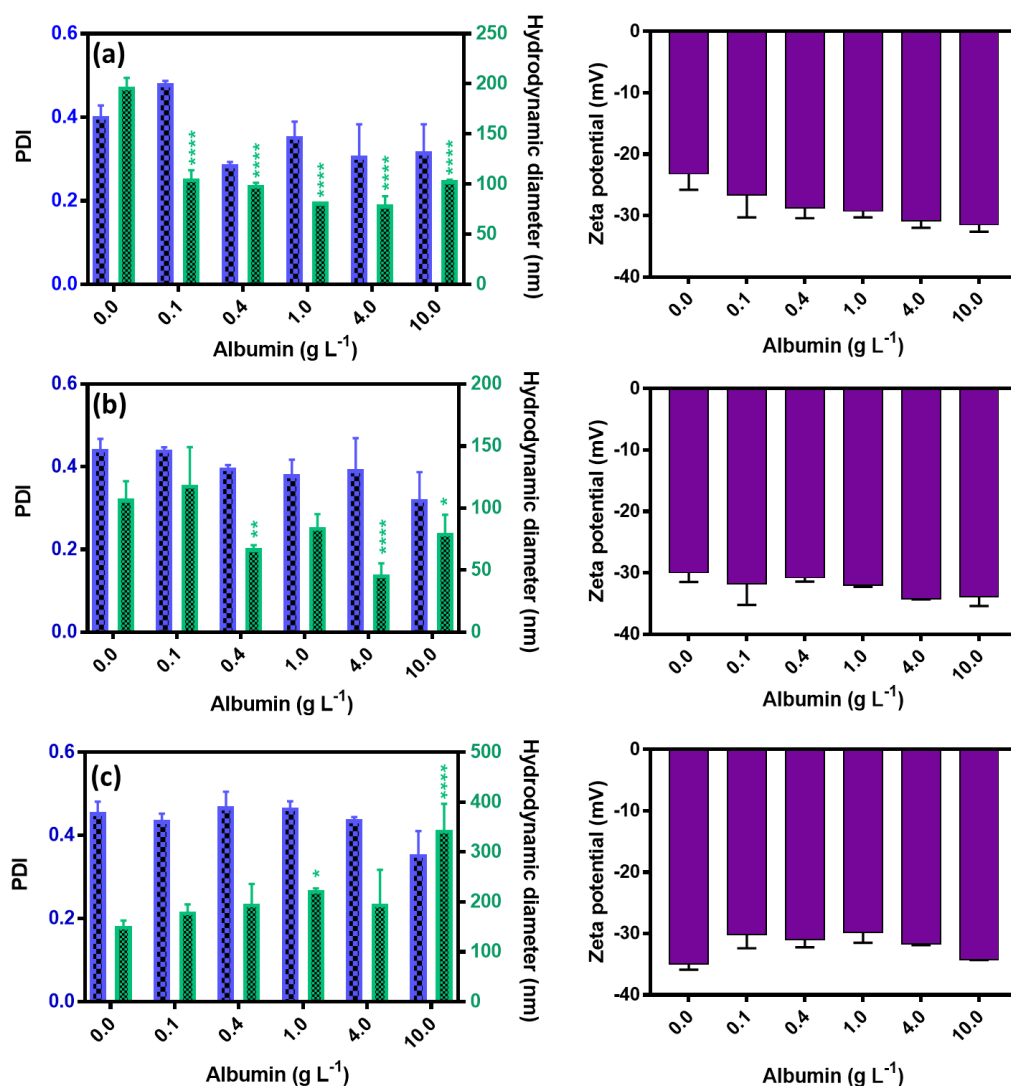 (a)
PDI
0.6
0.4
0.2
0.0
Hydrodynamic diameter (nm)
250
200
150
100
50
0
****
****
****
****
****
0.0 0.1 0.4 1.0 4.0 10.0
Albumin (g L⁻¹)
Zeta potential (mV)
0
-10
-20
-30
-40
0.0 0.1 0.4 1.0 4.0 10.0
Albumin (g L⁻¹)
(b)
PDI
0.6
0.4
0.2
0.0
Hydrodynamic diameter (nm)
200
150
100
50
0
**
****
*
0.0 0.1 0.4 1.0 4.0 10.0
Albumin (g L⁻¹)
Zeta potential (mV)
0
-10
-20
-30
-40
0.0 0.1 0.4 1.0 4.0 10.0
Albumin (g L⁻¹)
(c)
PDI
0.6
0.4
0.2
0.0
Hydrodynamic diameter (nm)
500
400
300
200
100
0
*
****
0.0 0.1 0.4 1.0 4.0 10.0
Albumin (g L⁻¹)
Zeta potential (mV)
0
-10
-20
-30
-40
0.0 0.1 0.4 1.0 4.0 10.0
Albumin (g L⁻¹)